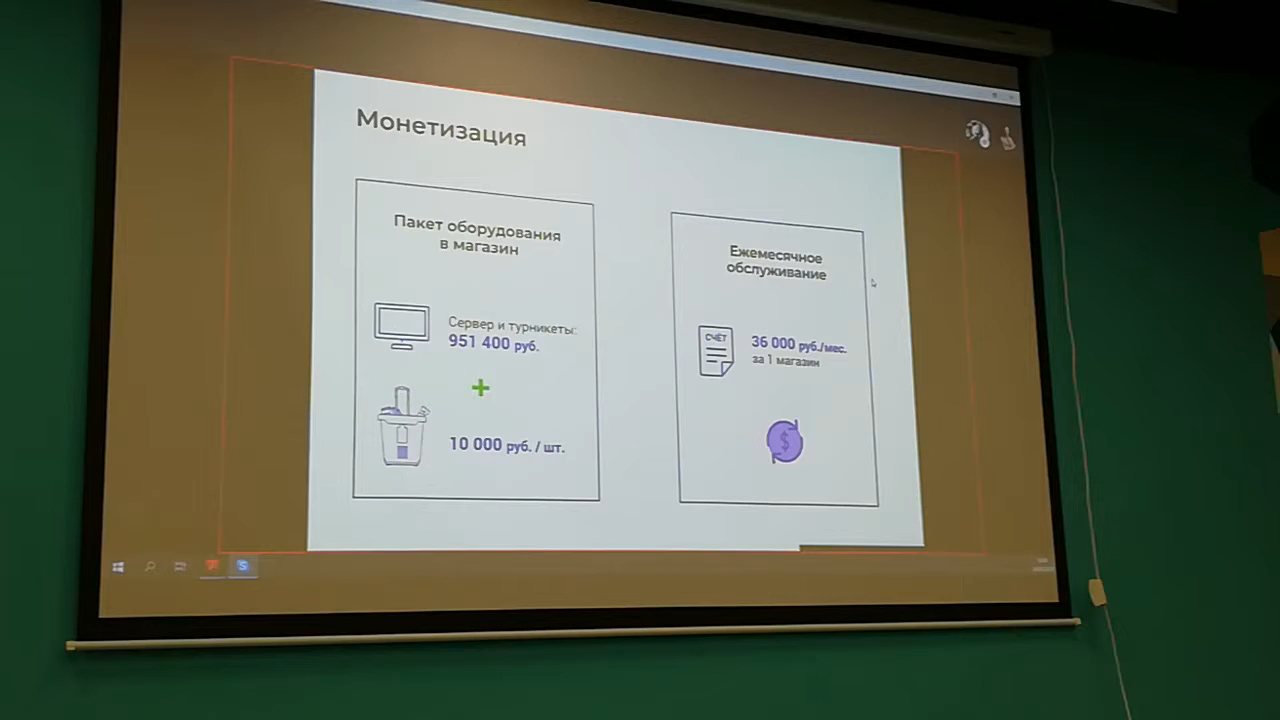 Монетизация
Пакет оборудования
в магазин
Сервер и турникеты:
951 400 руб.
10 000 руб. / шт.
Ежемесячное
обслуживание
СЧЁТ
36 000 руб./мес.
за 1 магазин